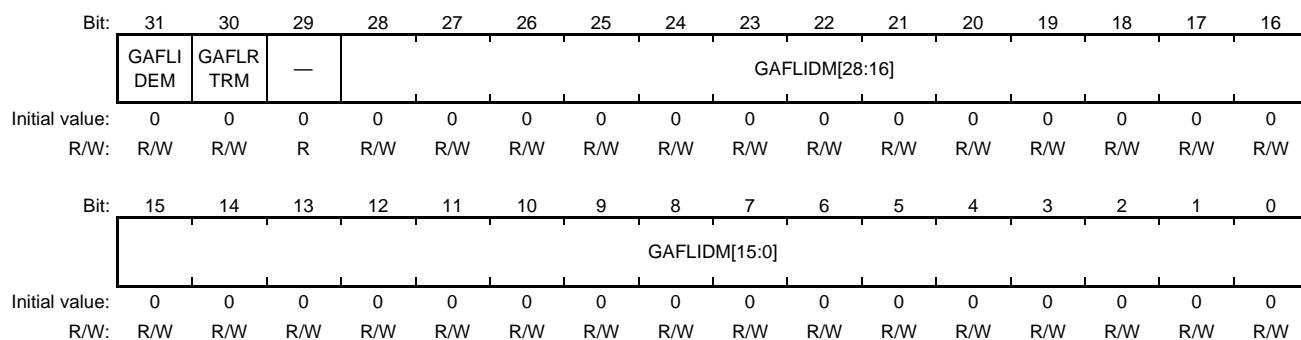 Bit: 31 30 29 28 27 26 25 24 23 22 21 20 19 18 17 16
GAFLI GAFLR — GAFLIDM[28:16]
DEM TRM
Initial value: 0 0 0 0 0 0 0 0 0 0 0 0 0 0 0 0
R/W: R/W R/W R R/W R/W R/W R/W R/W R/W R/W R/W R/W R/W R/W R/W R/W
Bit: 15 14 13 12 11 10 9 8 7 6 5 4 3 2 1 0
GAFLIDM[15:0]
Initial value: 0 0 0 0 0 0 0 0 0 0 0 0 0 0 0 0
R/W: R/W R/W R/W R/W R/W R/W R/W R/W R/W R/W R/W R/W R/W R/W R/W R/W